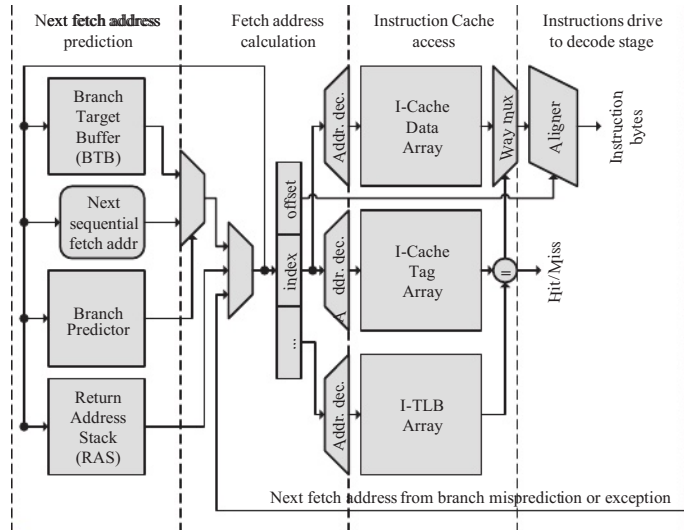 Next fetch address
prediction
Fetch address
calculation
Instruction Cache
access
Instructions drive
to decode stage
Branch
Target
Buffer
(BTB)
Next
sequential
fetch addr
Branch
Predictor
Return
Address
Stack
(RAS)
offset
index
...
Addr. dec.
I-Cache
Data
Array
Way mux
Aligner
Instruction
bytes
A ddr. dec.
I-Cache
Tag
Array
=
Hit/Miss
Addr. dec.
I-TLB
Array
Next fetch address from branch misprediction or exception